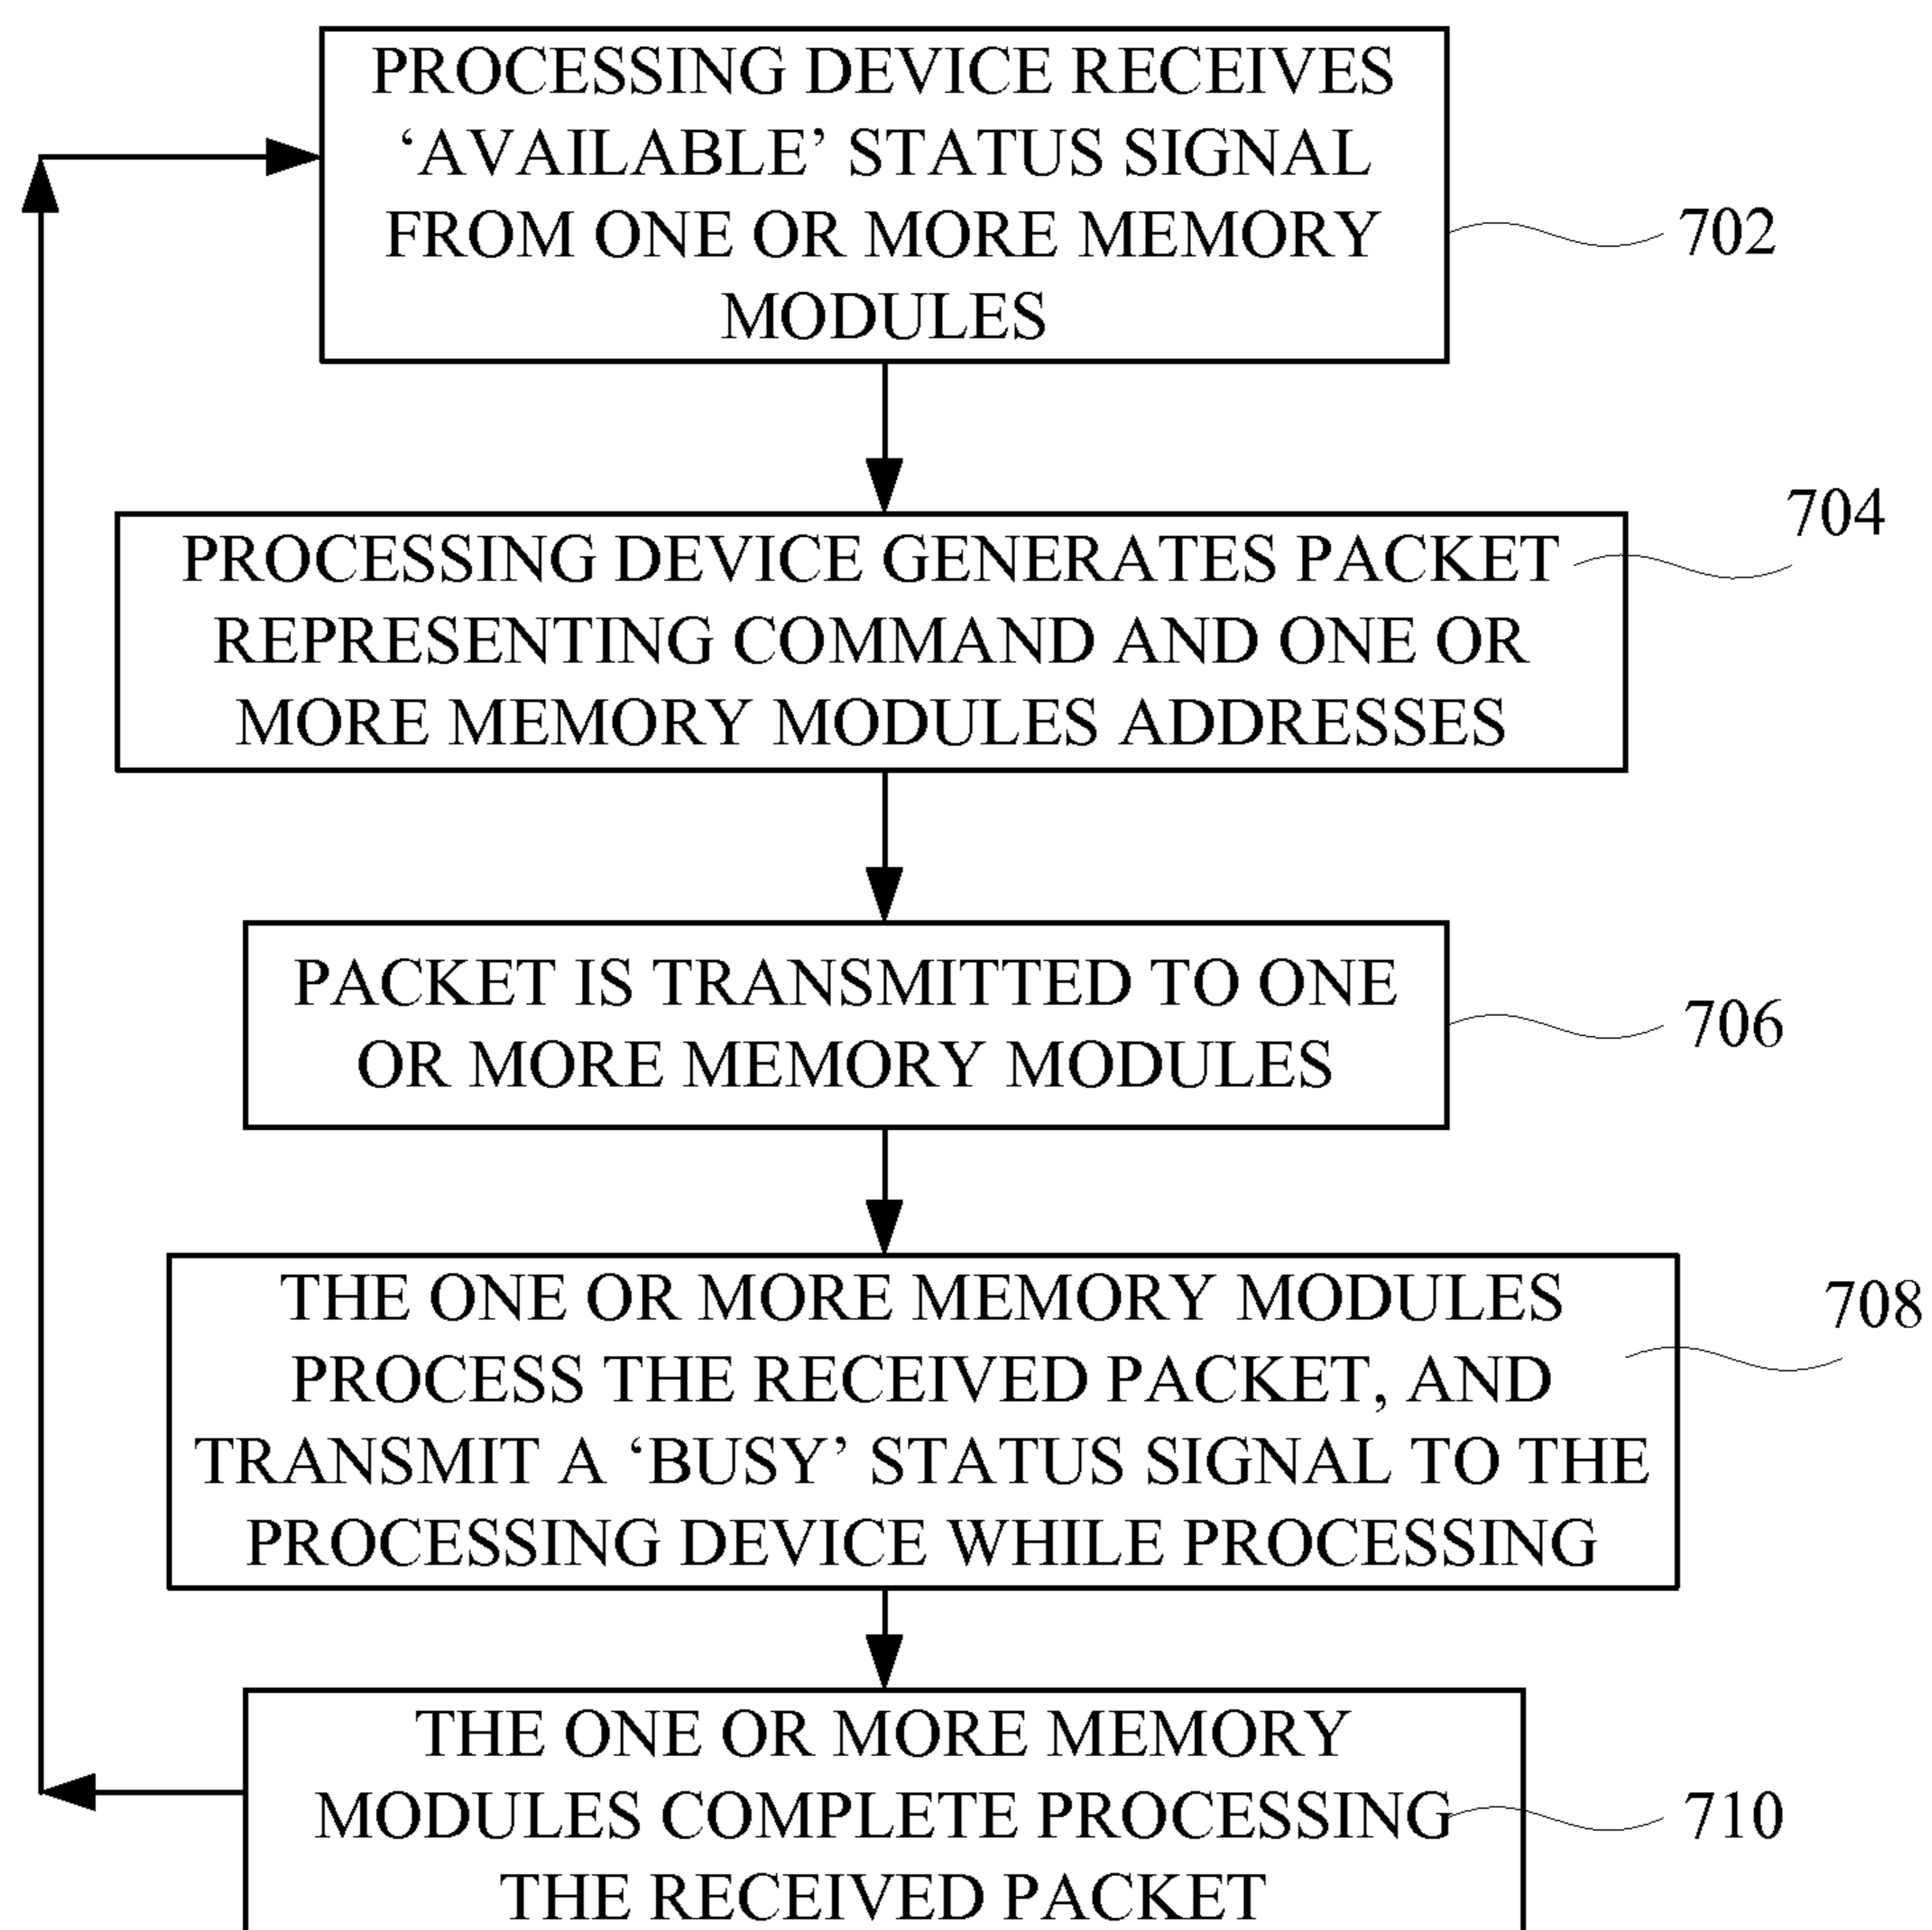 PROCESSING DEVICE RECEIVES
‘AVAILABLE’ STATUS SIGNAL
FROM ONE OR MORE MEMORY
MODULES
702
PROCESSING DEVICE GENERATES PACKET
REPRESENTING COMMAND AND ONE OR
MORE MEMORY MODULES ADDRESSES
704
PACKET IS TRANSMITTED TO ONE
OR MORE MEMORY MODULES
706
THE ONE OR MORE MEMORY MODULES
PROCESS THE RECEIVED PACKET, AND
TRANSMIT A ‘BUSY’ STATUS SIGNAL TO THE
PROCESSING DEVICE WHILE PROCESSING
708
THE ONE OR MORE MEMORY
MODULES COMPLETE PROCESSING
THE RECEIVED PACKET
710